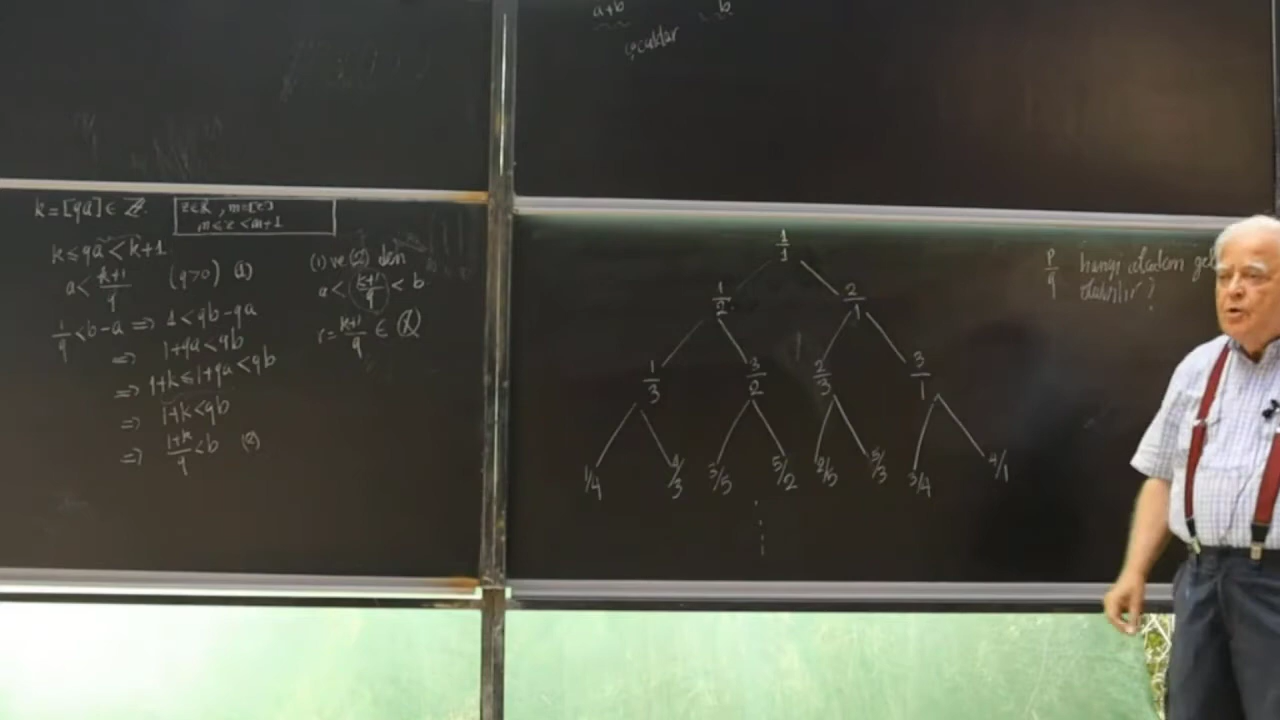 a+b b
çocuklar
k = [qa] ∈ ℤ.
z∈ℝ, m=[z]
m ≤ z < m+1
k ≤ qa < k+1
a < k+1/q (q>0) (1)
1/q < b-a ⇒ 1 < qb-qa
⇒ 1+qa < qb
⇒ 1+k ≤ 1+qa < qb
⇒ 1+k < qb
⇒ 1+k/q < b (2)
(1) ve (2) den
a < (k+1/q) < b
r = k+1/q ∈ ℚ
1/1
1/2 2/1
1/3 3/2 2/3 3/1
1/4 4/3 3/5 5/2 2/5 5/3 3/4 4/1
p/q hangi atadan
olabilir?